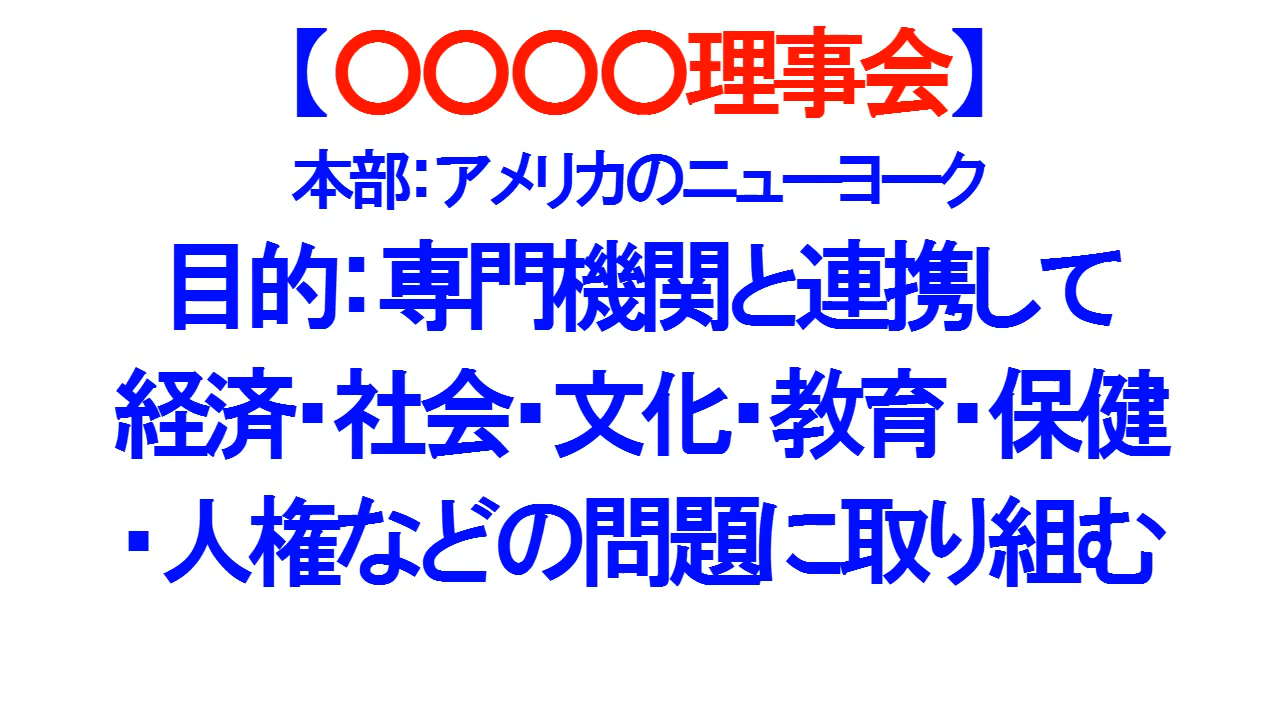 【〇〇〇〇理事会】
本部：アメリカのニューヨーク
目的：専門機関と連携して
経済・社会・文化・教育・保健
・人権などの問題に取り組む